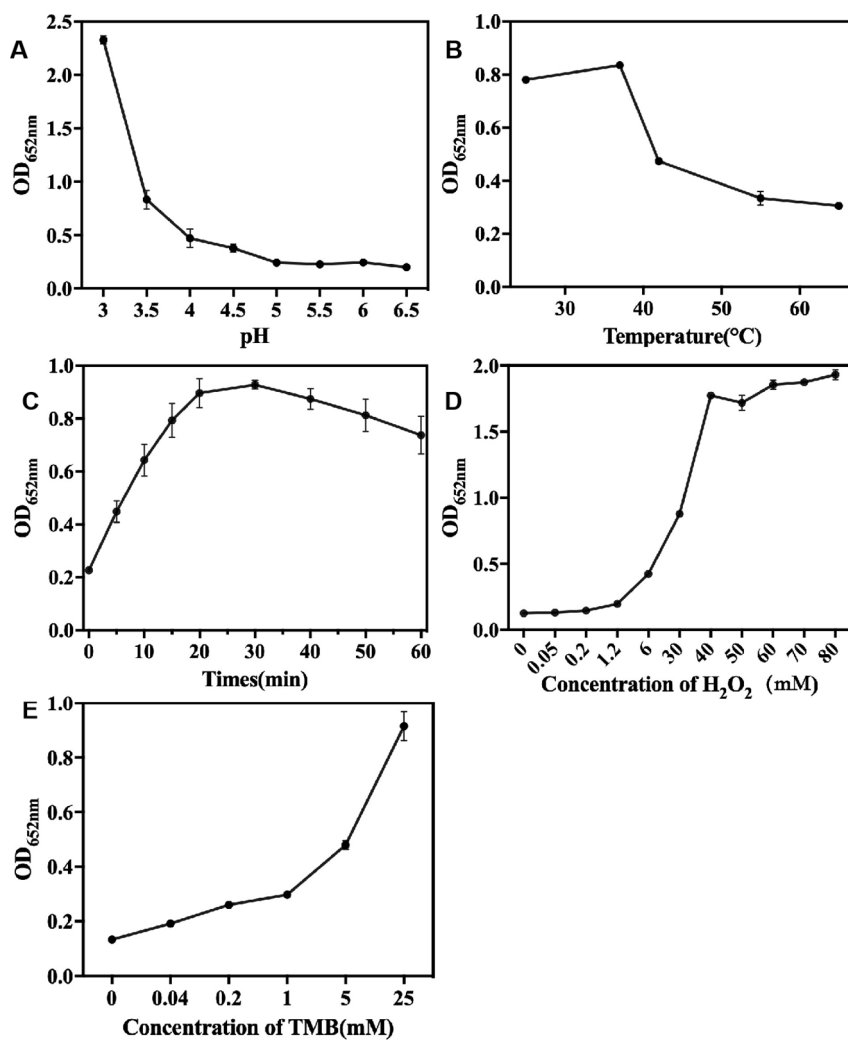 A
OD652nm
2.5
2.0
1.5
1.0
0.5
0.0
3 3.5 4 4.5 5 5.5 6 6.5
pH
B
OD652nm
1.0
0.8
0.6
0.4
0.2
0.0
30 40 50 60
Temperature(°C)
C
OD652nm
1.0
0.8
0.6
0.4
0.2
0.0
0 10 20 30 40 50 60
Times(min)
D
OD652nm
2.0
1.5
1.0
0.5
0.0
0 0.05 0.2 1.2 6 30 40 50 60 70 80
Concentration of H2O2 (mM)
E
OD652nm
1.0
0.8
0.6
0.4
0.2
0.0
0 0.04 0.2 1 5 25
Concentration of TMB(mM)